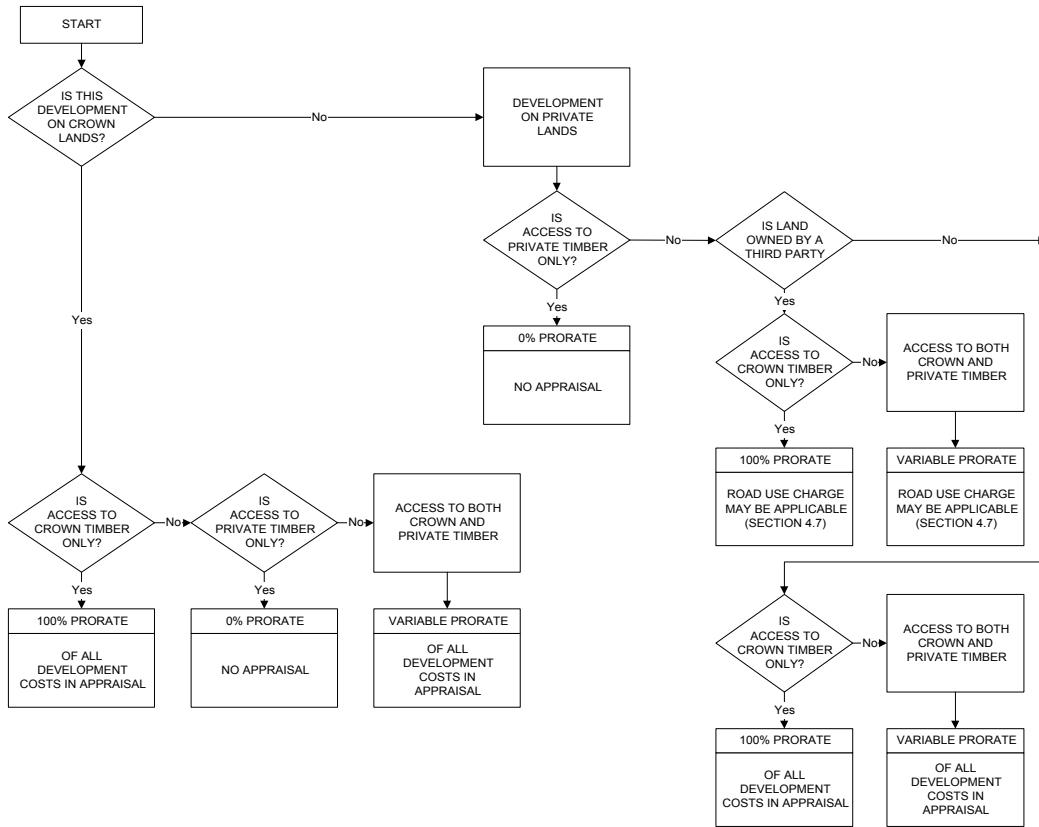 START
IS THIS
DEVELOPMENT
ON CROWN
LANDS?
No
DEVELOPMENT
ON PRIVATE
LANDS
IS
ACCESS TO
PRIVATE TIMBER
ONLY?
No
IS LAND
OWNED BY A
THIRD PARTY
No
Yes
Yes
Yes
0% PRORATE
NO APPRAISAL
IS
ACCESS TO
CROWN TIMBER
ONLY?
No
ACCESS TO BOTH
CROWN AND
PRIVATE TIMBER
Yes
100% PRORATE
ROAD USE CHARGE
MAY BE APPLICABLE
(SECTION 4.7)
VARIABLE PRORATE
ROAD USE CHARGE
MAY BE APPLICABLE
(SECTION 4.7)
IS
ACCESS TO
CROWN TIMBER
ONLY?
No
IS
ACCESS TO
PRIVATE TIMBER
ONLY?
No
ACCESS TO BOTH
CROWN AND
PRIVATE TIMBER
Yes
Yes
100% PRORATE
OF ALL
DEVELOPMENT
COSTS IN APPRAISAL
0% PRORATE
NO APPRAISAL
VARIABLE PRORATE
OF ALL
DEVELOPMENT
COSTS IN
APPRAISAL
IS
ACCESS TO
CROWN TIMBER
ONLY?
No
ACCESS TO BOTH
CROWN AND
PRIVATE TIMBER
Yes
100% PRORATE
OF ALL
DEVELOPMENT
COSTS IN APPRAISAL
VARIABLE PRORATE
OF ALL
DEVELOPMENT
COSTS IN
APPRAISAL